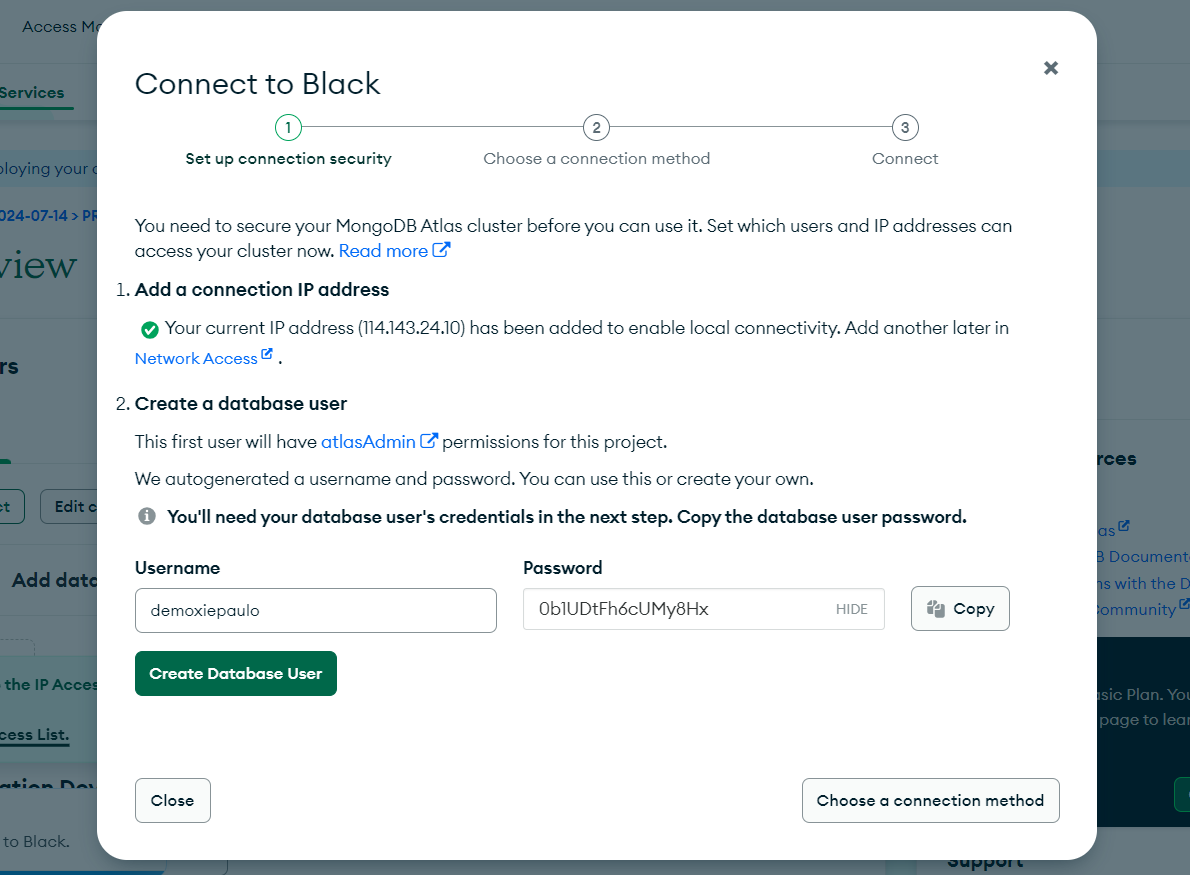 Access M
Connect to Black
Services
1
2
3
Set up connection security
Choose a connection method
Connect
ploying your
You need to secure your MongoDB Atlas cluster before you can use it. Set which users and IP addresses can
024-07-14 > PR
access your cluster now. Read more
view
1. Add a connection IP address
Your current IP address (114.143.24.10) has been added to enable local connectivity. Add another later in
Network Access .
rs
2. Create a database user
This first user will have atlasAdmin permissions for this project.
rces
We autogenerated a username and password. You can use this or create your own.
ct
Edit c
You'll need your database user's credentials in the next step. Copy the database user password.
as
B Document
Username
Password
Add data
ns with the D
demoxiepaulo
0b1UDtFh6cUMy8Hx
HIDE
Copy
Community
Create Database User
the IP Acces
asic Plan. You
page to lear
cess List.
ation Dev
Close
Choose a connection method
to Black.
Support